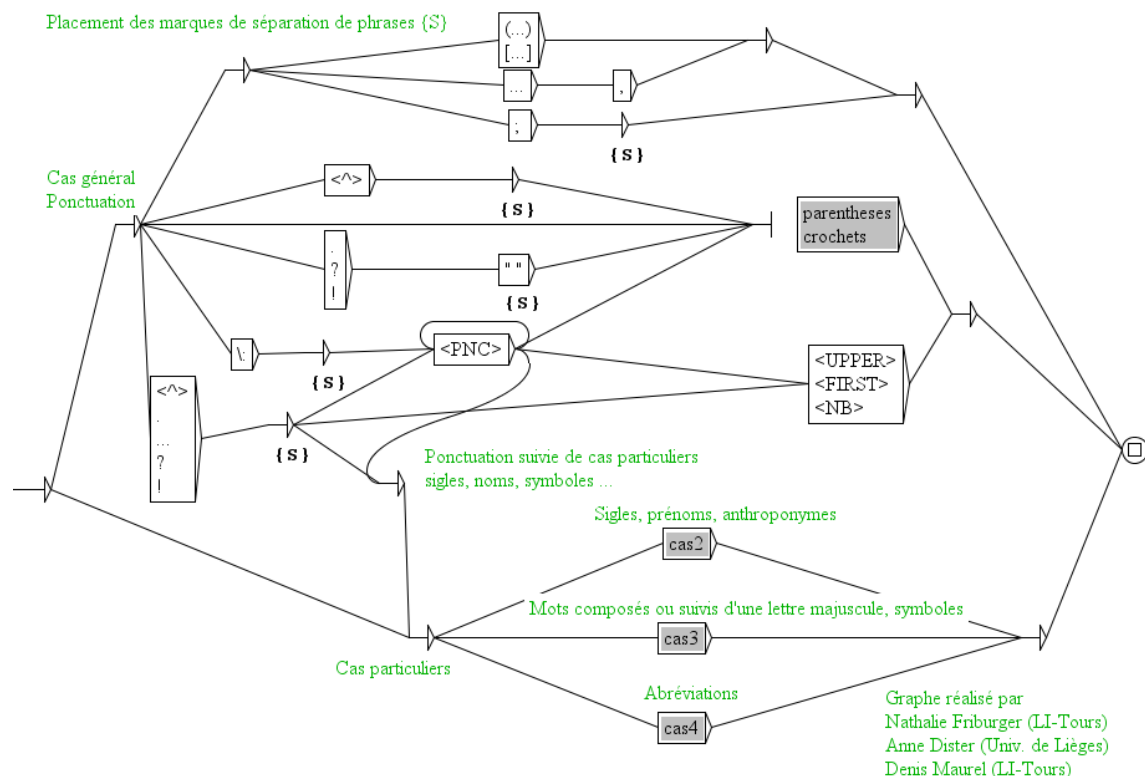 Placement des marques de séparation de phrases {S}
(...)
[...]
...
,
;
{S}
Cas général
Ponctuation
<^>
{S}
parentheses
crochets
.
?
!
" "
{S}
\:
{S}
<PNC>
<UPPER>
<FIRST>
<NB>
<^>
.
...
?
!
{S}
Ponctuation suivie de cas particuliers
sigles, noms, symboles ...
Sigles, prénoms, anthroponymes
cas2
Mots composés ou suivis d'une lettre majuscule, symboles
cas3
Cas particuliers
Abréviations
cas4
Graphe réalisé par
Nathalie Friburger (LI-Tours)
Anne Dister (Univ. de Lièges)
Denis Maurel (LI-Tours)